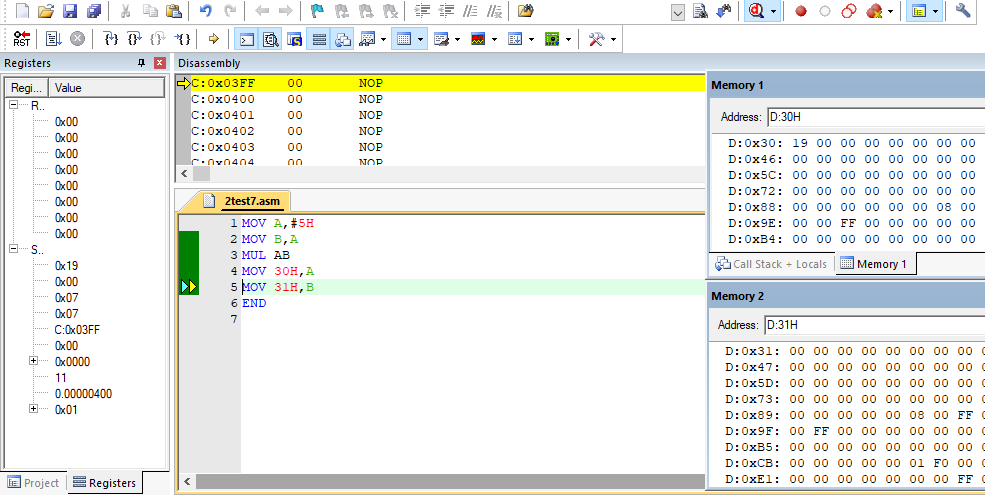 RST
{}
{}
{}
{}
Registers
Regi...
Value
R..
0x00
0x00
0x00
0x00
0x00
0x00
0x00
0x00
S..
0x19
0x00
0x07
0x07
C:0x03FF
0x00
0x0000
11
0.00000400
0x01
Project
Registers
Disassembly
C:0x03FF 00 NOP
C:0x0400 00 NOP
C:0x0401 00 NOP
C:0x0402 00 NOP
C:0x0403 00 NOP
C:0x0404 00 NOP
2test7.asm
1 MOV A,#5H
2 MOV B,A
3 MUL AB
4 MOV 30H,A
5 MOV 31H,B
6 END
7
Memory 1
Address: D:30H
D:0x30: 19 00 00 00 00 00 00 00
D:0x46: 00 00 00 00 00 00 00 00
D:0x5C: 00 00 00 00 00 00 00 00
D:0x72: 00 00 00 00 00 00 00 00
D:0x88: 00 00 00 00 00 00 08 00
D:0x9E: 00 00 FF 00 00 00 00 00
D:0xB4: 00 00 00 00 00 00 00 00
Call Stack + Locals
Memory 1
Memory 2
Address: D:31H
D:0x31: 00 00 00 00 00 00 00 00
D:0x47: 00 00 00 00 00 00 00 00
D:0x5D: 00 00 00 00 00 00 00 00
D:0x73: 00 00 00 00 00 00 00 00
D:0x89: 00 00 00 00 00 08 00 FF
D:0x9F: 00 FF 00 00 00 00 00 00
D:0xB5: 00 00 00 00 00 00 00 00
D:0xCB: 00 00 00 00 00 01 F0 00
D:0xE1: 00 00 00 00 00 00 00 FF